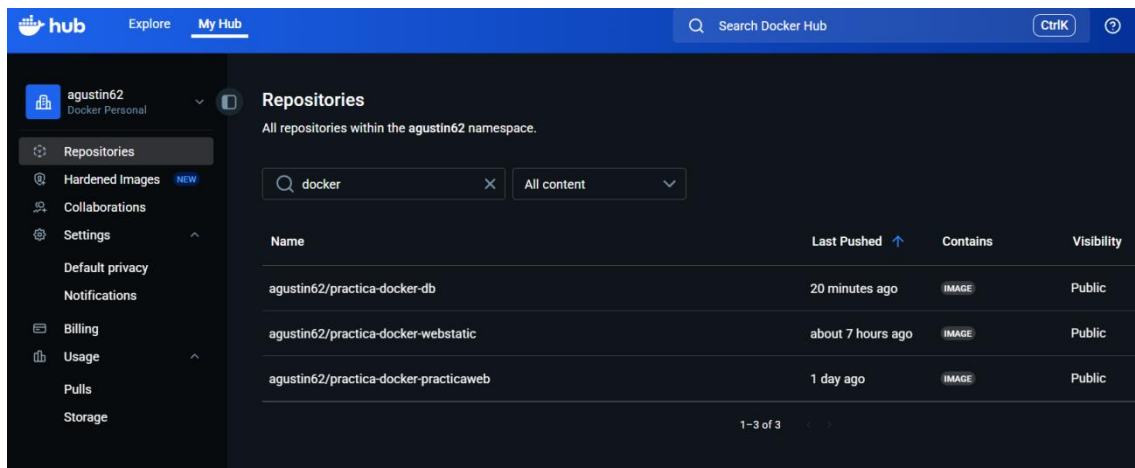 hub Explore My Hub Search Docker Hub CtrlK
agustin62
Docker Personal
Repositories
Hardened Images NEW
Collaborations
Settings
Default privacy
Notifications
Billing
Usage
Pulls
Storage
Repositories
All repositories within the agustin62 namespace.
docker All content
Name Last Pushed Contains Visibility
agustin62/practica-docker-db 20 minutes ago IMAGE Public
agustin62/practica-docker-webstatic about 7 hours ago IMAGE Public
agustin62/practica-docker-practicaweb 1 day ago IMAGE Public
1–3 of 3